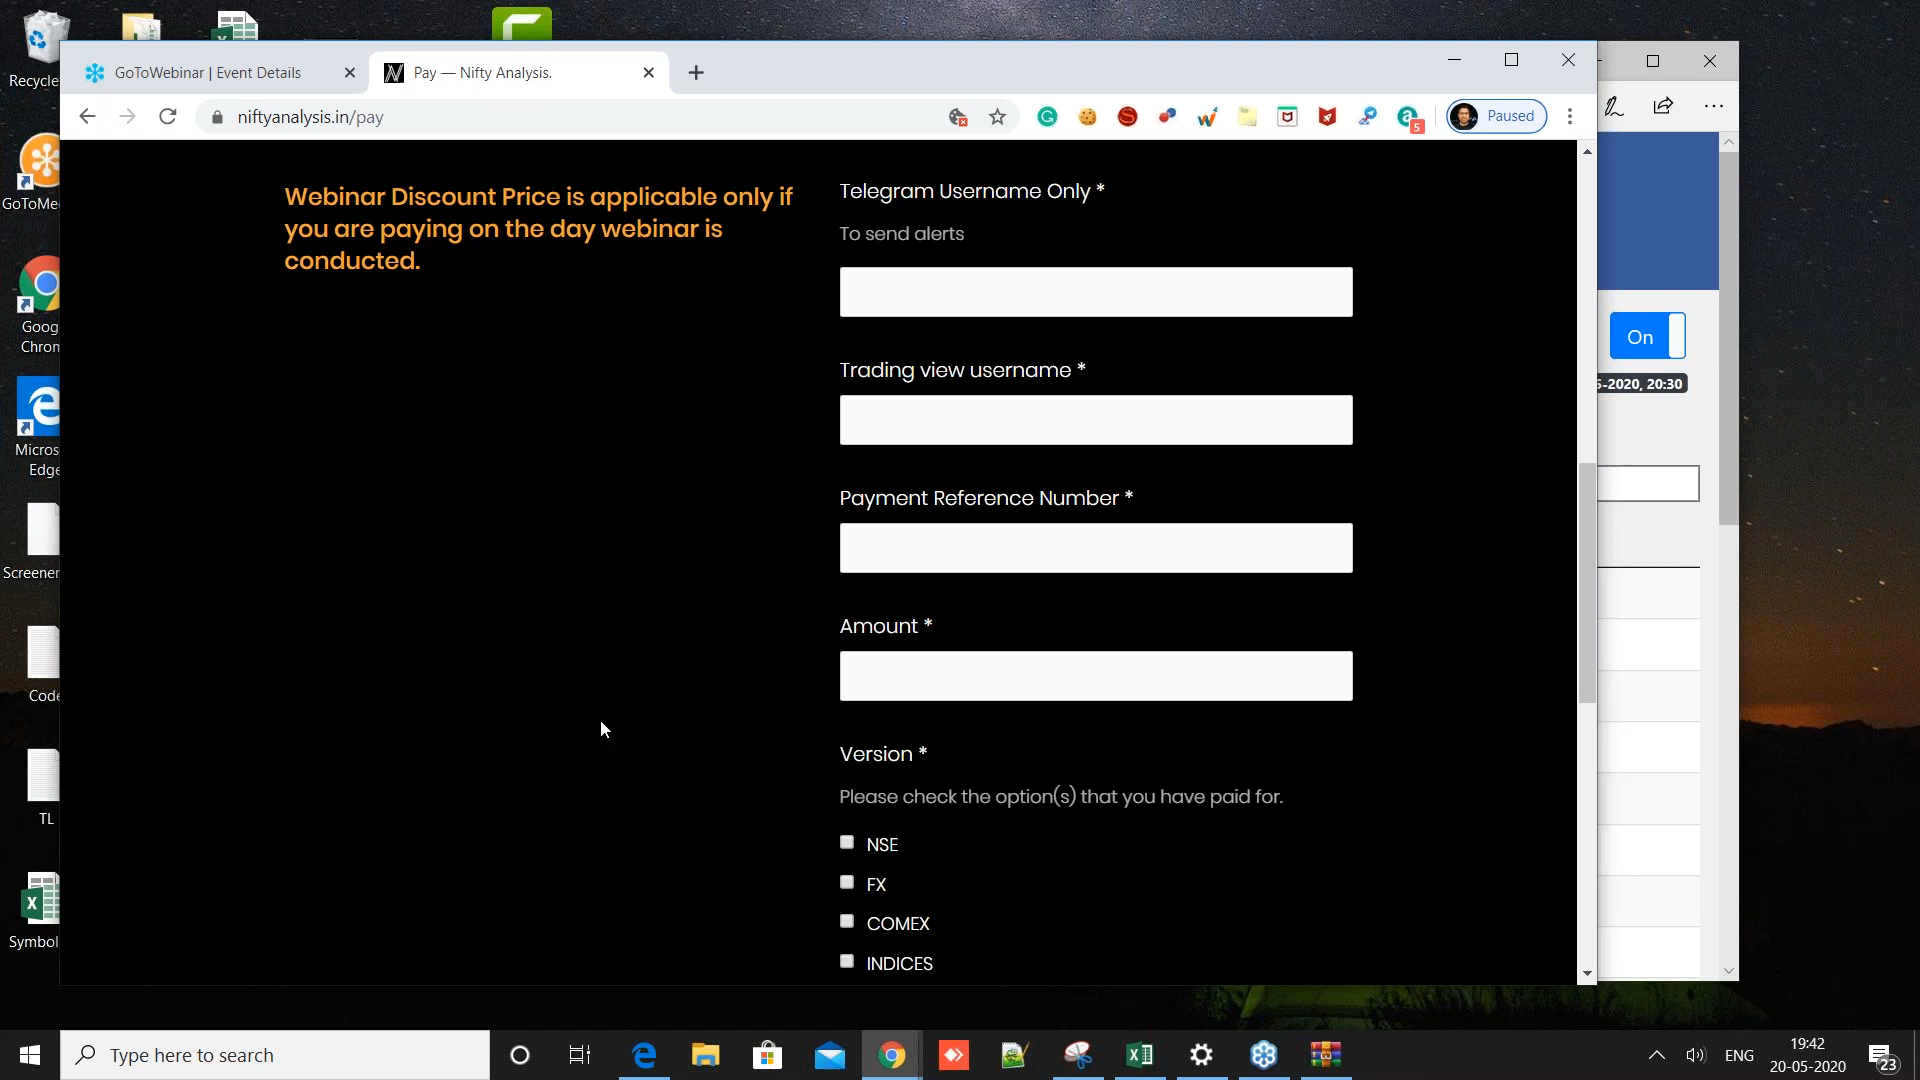 Recycle
GoToMe
Goog
Chron
Micros
Edge
Screener
Code
TL
Symbol
GoToWebinar | Event Details
Pay — Nifty Analysis.
niftyanalysis.in/pay
5
Paused
Webinar Discount Price is applicable only if
you are paying on the day webinar is
conducted.
Telegram Username Only *
To send alerts
Trading view username *
Payment Reference Number *
Amount *
Version *
Please check the option(s) that you have paid for.
NSE
FX
COMEX
INDICES
On
5-2020, 20:30
Type here to search
ENG
19:42
20-05-2020
23